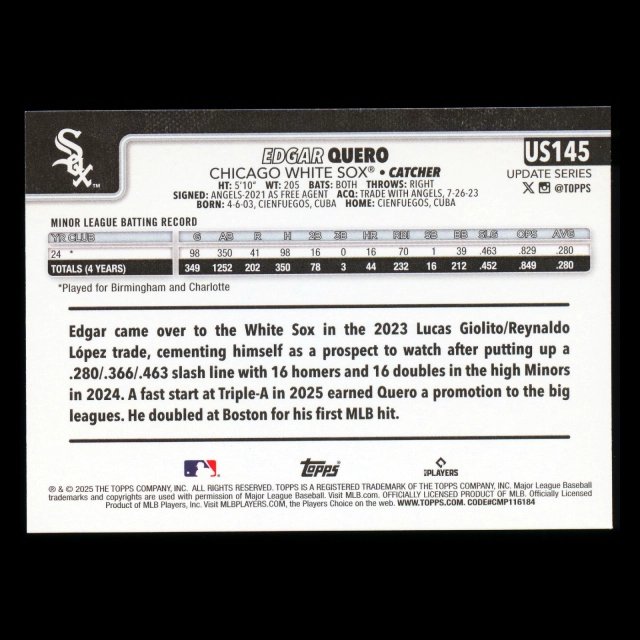 Sox
™
US145
EDGAR QUERO
CHICAGO WHITE SOX® • CATCHER
UPDATE SERIES
HT: 5'10" WT: 205 BATS: BOTH THROWS: RIGHT
@TOPPS
SIGNED: ANGELS-2021 AS FREE AGENT ACQ: TRADE WITH ANGELS, 7-26-23
BORN: 4-6-03, CIENFUEGOS, CUBA HOME: CIENFUEGOS, CUBA
MINOR LEAGUE BATTING RECORD
YR CLUB G AB R H 2B 3B HR RBI SB BB SLG OPS AVG
24 * 98 350 41 98 16 0 16 70 1 39 .463 .829 .280
TOTALS (4 YEARS) 349 1252 202 350 78 3 44 232 16 212 .452 .849 .280
*Played for Birmingham and Charlotte
Edgar came over to the White Sox in the 2023 Lucas Giolito/Reynaldo
López trade, cementing himself as a prospect to watch after putting up a
.280/.366/.463 slash line with 16 homers and 16 doubles in the high Minors
in 2024. A fast start at Triple-A in 2025 earned Quero a promotion to the big
leagues. He doubled at Boston for his first MLB hit.
Topps®
PLAYERS
® & © 2025 THE TOPPS COMPANY, INC. ALL RIGHTS RESERVED. TOPPS IS A REGISTERED TRADEMARK OF THE TOPPS COMPANY, INC. Major League Baseball
trademarks and copyrights are used with permission of Major League Baseball. Visit MLB.com. OFFICIALLY LICENSED PRODUCT OF MLB. Officially Licensed
Product of MLB Players, Inc. Visit MLBPLAYERS.COM, the Players Choice on the web. WWW.TOPPS.COM. CODE#CMP116184